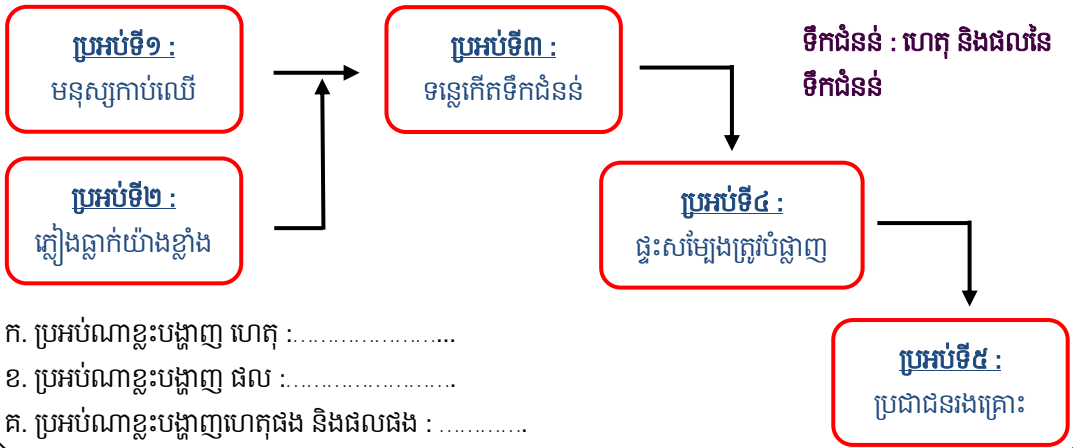 ប្រអប់ទី១ :
មនុស្សកាប់ឈើ
ប្រអប់ទី៣ :
ទន្លេកើតទឹកជំនន់
ទឹកជំនន់ : ហេតុ និងផលនៃ
ទឹកជំនន់
ប្រអប់ទី២ :
ភ្លៀងធ្លាក់យ៉ាងខ្លាំង
ប្រអប់ទី៤ :
ផ្ទះសម្បែងត្រូវបំផ្លាញ
ប្រអប់ទី៥ :
ប្រជាជនរងគ្រោះ
ក. ប្រអប់ណាខ្លះបង្ហាញ ហេតុ :......................
ខ. ប្រអប់ណាខ្លះបង្ហាញ ផល :.......................
គ. ប្រអប់ណាខ្លះបង្ហាញហេតុផង និងផលផង : .............